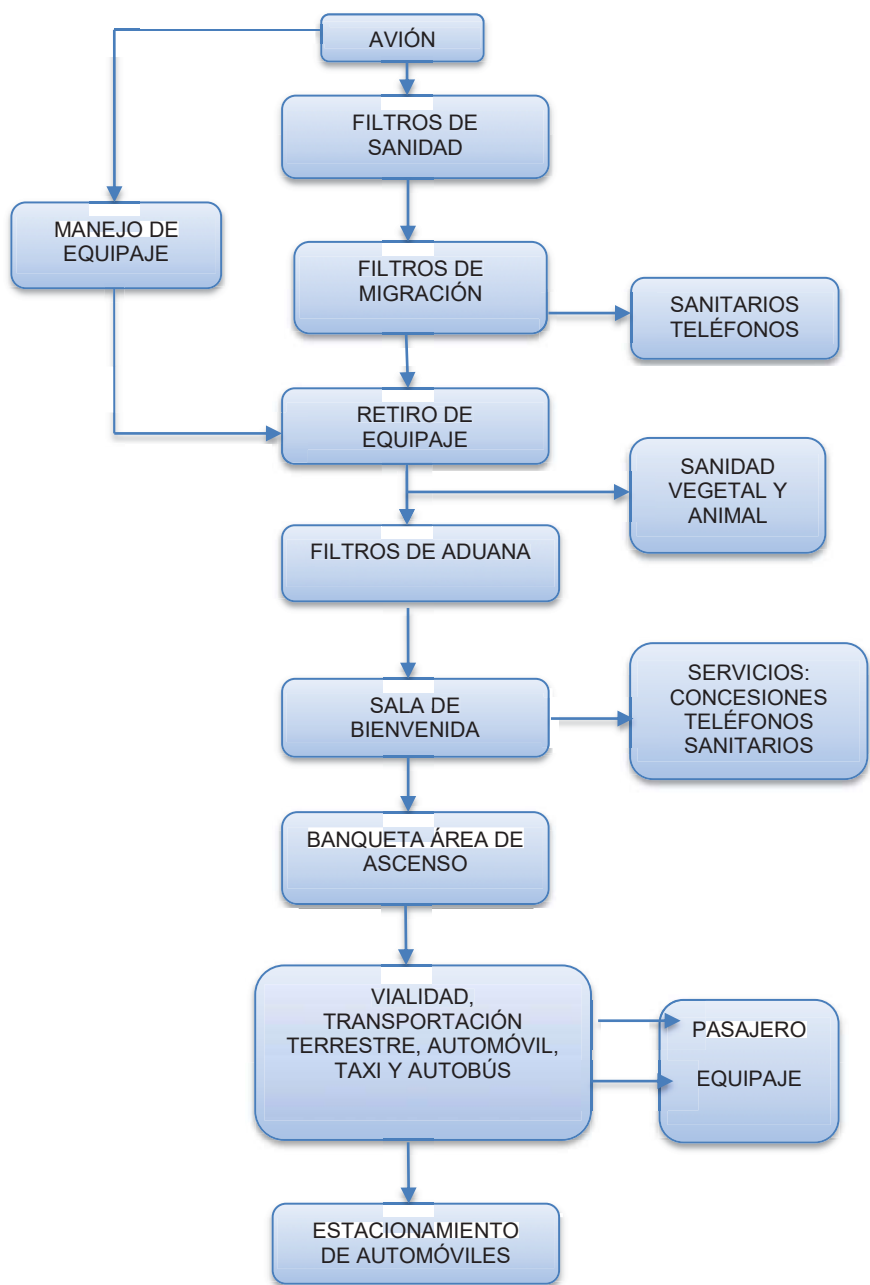 AVIÓN
FILTROS DE
SANIDAD
MANEJO DE
EQUIPAJE
FILTROS DE
MIGRACIÓN
SANITARIOS
TELÉFONOS
RETIRO DE
EQUIPAJE
SANIDAD
VEGETAL Y
ANIMAL
FILTROS DE ADUANA
SALA DE
BIENVENIDA
SERVICIOS:
CONCESIONES
TELÉFONOS
SANITARIOS
BANQUETA ÁREA DE
ASCENSO
VIALIDAD,
TRANSPORTACIÓN
TERRESTRE, AUTOMÓVIL,
TAXI Y AUTOBÚS
PASAJERO
EQUIPAJE
ESTACIONAMIENTO
DE AUTOMÓVILES